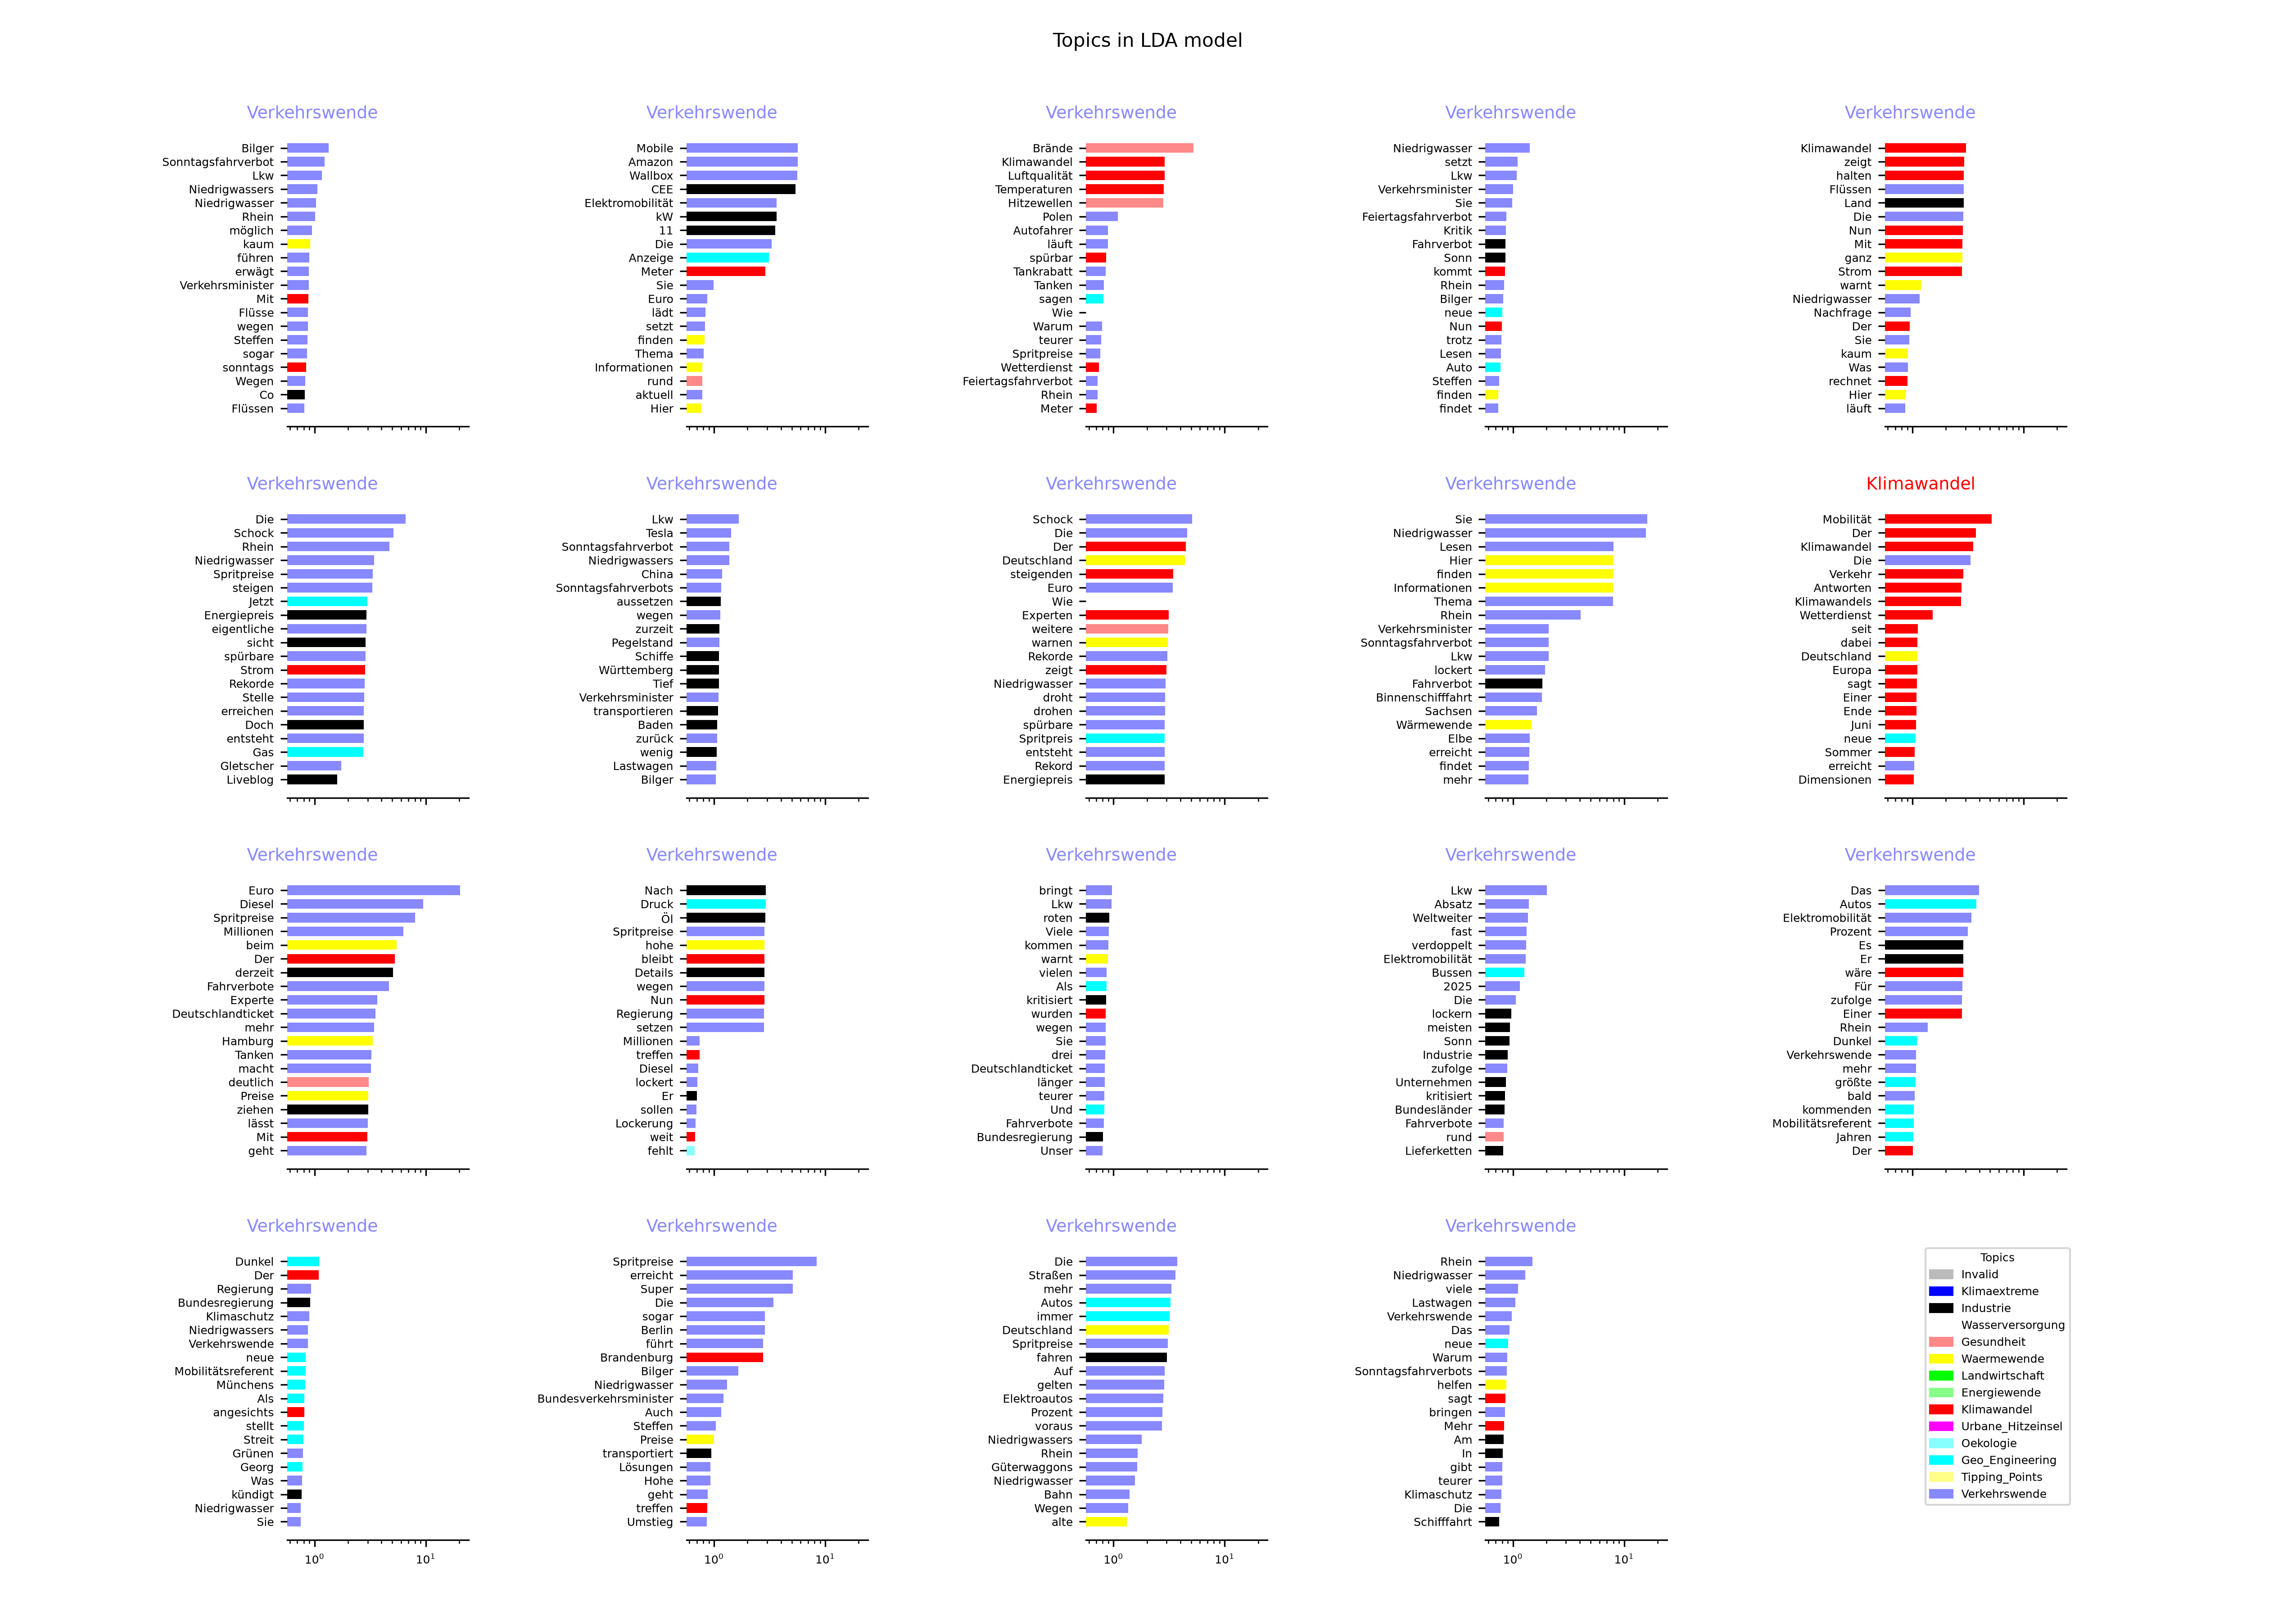 Topics in LDA model
Verkehrswende
Bilger
Sonntagsfahrverbot
Lkw
Niedrigwassers
Niedrigwasser
Rhein
möglich
kaum
führen
erwägt
Verkehrsminister
Mit
Flüsse
wegen
Steffen
sogar
sonntags
Wegen
Co
Flüssen
Verkehrswende
Mobile
Amazon
Wallbox
CEE
Elektromobilität
kW
11
Die
Anzeige
Meter
Sie
Euro
lädt
setzt
finden
Thema
Informationen
rund
aktuell
Hier
Verkehrswende
Brände
Klimawandel
Luftqualität
Temperaturen
Hitzewellen
Polen
Autofahrer
läuft
spürbar
Tankrabatt
Tanken
sagen
Wie
Warum
teurer
Spritpreise
Wetterdienst
Feiertagsfahrverbot
Rhein
Meter
Verkehrswende
Niedrigwasser
setzt
Lkw
Verkehrsminister
Sie
Feiertagsfahrverbot
Kritik
Fahrverbot
Sonn
kommt
Rhein
Bilger
neue
Nun
trotz
Lesen
Auto
Steffen
finden
findet
Verkehrswende
Klimawandel
zeigt
halten
Flüssen
Land
Die
Nun
Mit
ganz
Strom
warnt
Niedrigwasser
Nachfrage
Der
Sie
kaum
Was
rechnet
Hier
läuft
Verkehrswende
Die
Schock
Rhein
Niedrigwasser
Spritpreise
steigen
Jetzt
Energiepreis
eigentliche
sicht
spürbare
Strom
Rekorde
Stelle
erreichen
Doch
entsteht
Gas
Gletscher
Liveblog
Verkehrswende
Lkw
Tesla
Sonntagsfahrverbot
Niedrigwassers
China
Sonntagsfahrverbots
aussetzen
wegen
zurzeit
Pegelstand
Schiffe
Württemberg
Tief
Verkehrsminister
transportieren
Baden
zurück
wenig
Lastwagen
Bilger
Verkehrswende
Schock
Die
Der
Deutschland
steigenden
Euro
Wie
Experten
weitere
warnen
Rekorde
zeigt
Niedrigwasser
droht
drohen
spürbare
Spritpreis
entsteht
Rekord
Energiepreis
Verkehrswende
Sie
Niedrigwasser
Lesen
Hier
finden
Informationen
Thema
Rhein
Verkehrsminister
Sonntagsfahrverbot
Lkw
lockert
Fahrverbot
Binnenschifffahrt
Sachsen
Wärmewende
Elbe
erreicht
findet
mehr
Klimawandel
Mobilität
Der
Klimawandel
Die
Verkehr
Antworten
Klimawandels
Wetterdienst
seit
dabei
Deutschland
Europa
sagt
Einer
Ende
Juni
neue
Sommer
erreicht
Dimensionen
Verkehrswende
Euro
Diesel
Spritpreise
Millionen
beim
Der
derzeit
Fahrverbote
Experte
Deutschlandticket
mehr
Hamburg
Tanken
macht
deutlich
Preise
ziehen
lässt
Mit
geht
Verkehrswende
Nach
Druck
Öl
Spritpreise
hohe
bleibt
Details
wegen
Nun
Regierung
setzen
Millionen
treffen
Diesel
lockert
Er
sollen
Lockerung
weit
fehlt
Verkehrswende
bringt
Lkw
roten
Viele
kommen
warnt
vielen
Als
kritisiert
wurden
wegen
Sie
drei
Deutschlandticket
länger
teurer
Und
Fahrverbote
Bundesregierung
Unser
Verkehrswende
Lkw
Absatz
Weltweiter
fast
verdoppelt
Elektromobilität
Bussen
2025
Die
lockern
meisten
Sonn
Industrie
zufolge
Unternehmen
kritisiert
Bundesländer
Fahrverbote
rund
Lieferketten
Verkehrswende
Das
Autos
Elektromobilität
Prozent
Es
Er
wäre
Für
zufolge
Einer
Rhein
Dunkel
Verkehrswende
mehr
größte
bald
kommenden
Mobilitätsreferent
Jahren
Der
Verkehrswende
Dunkel
Der
Regierung
Bundesregierung
Klimaschutz
Niedrigwassers
Verkehrswende
neue
Mobilitätsreferent
Münchens
Als
angesichts
stellt
Streit
Grünen
Georg
Was
kündigt
Niedrigwasser
Sie
10⁰ 10¹
Verkehrswende
Spritpreise
erreicht
Super
Die
sogar
Berlin
führt
Brandenburg
Bilger
Niedrigwasser
Bundesverkehrsminister
Auch
Steffen
Preise
transportiert
Lösungen
Hohe
geht
treffen
Umstieg
10⁰ 10¹
Verkehrswende
Die
Straßen
mehr
Autos
immer
Deutschland
Spritpreise
fahren
Auf
gelten
Elektroautos
Prozent
voraus
Niedrigwassers
Rhein
Güterwaggons
Niedrigwasser
Bahn
Wegen
alte
10⁰ 10¹
Verkehrswende
Rhein
Niedrigwasser
viele
Lastwagen
Verkehrswende
Das
neue
Warum
Sonntagsfahrverbots
helfen
sagt
bringen
Mehr
Am
In
gibt
teurer
Klimaschutz
Die
Schifffahrt
10⁰ 10¹
Topics
Invalid
Klimaextreme
Industrie
Wasserversorgung
Gesundheit
Waermewende
Landwirtschaft
Energiewende
Klimawandel
Urbane_Hitzeinsel
Oekologie
Geo_Engineering
Tipping_Points
Verkehrswende